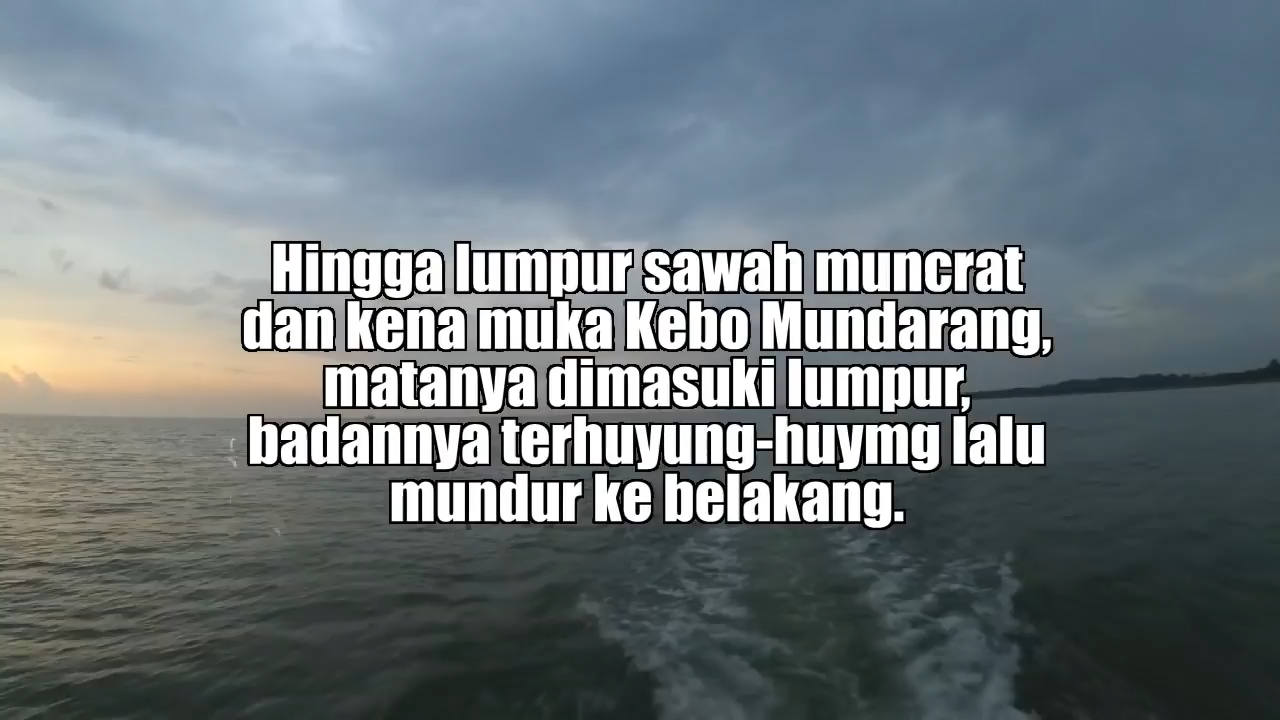 Hingga lumpur sawah muncrat
dan kena muka Kebo Mundarang,
matanya dimasuki lumpur,
badannya terhuyung-huymg lalu
mundur ke belakang.